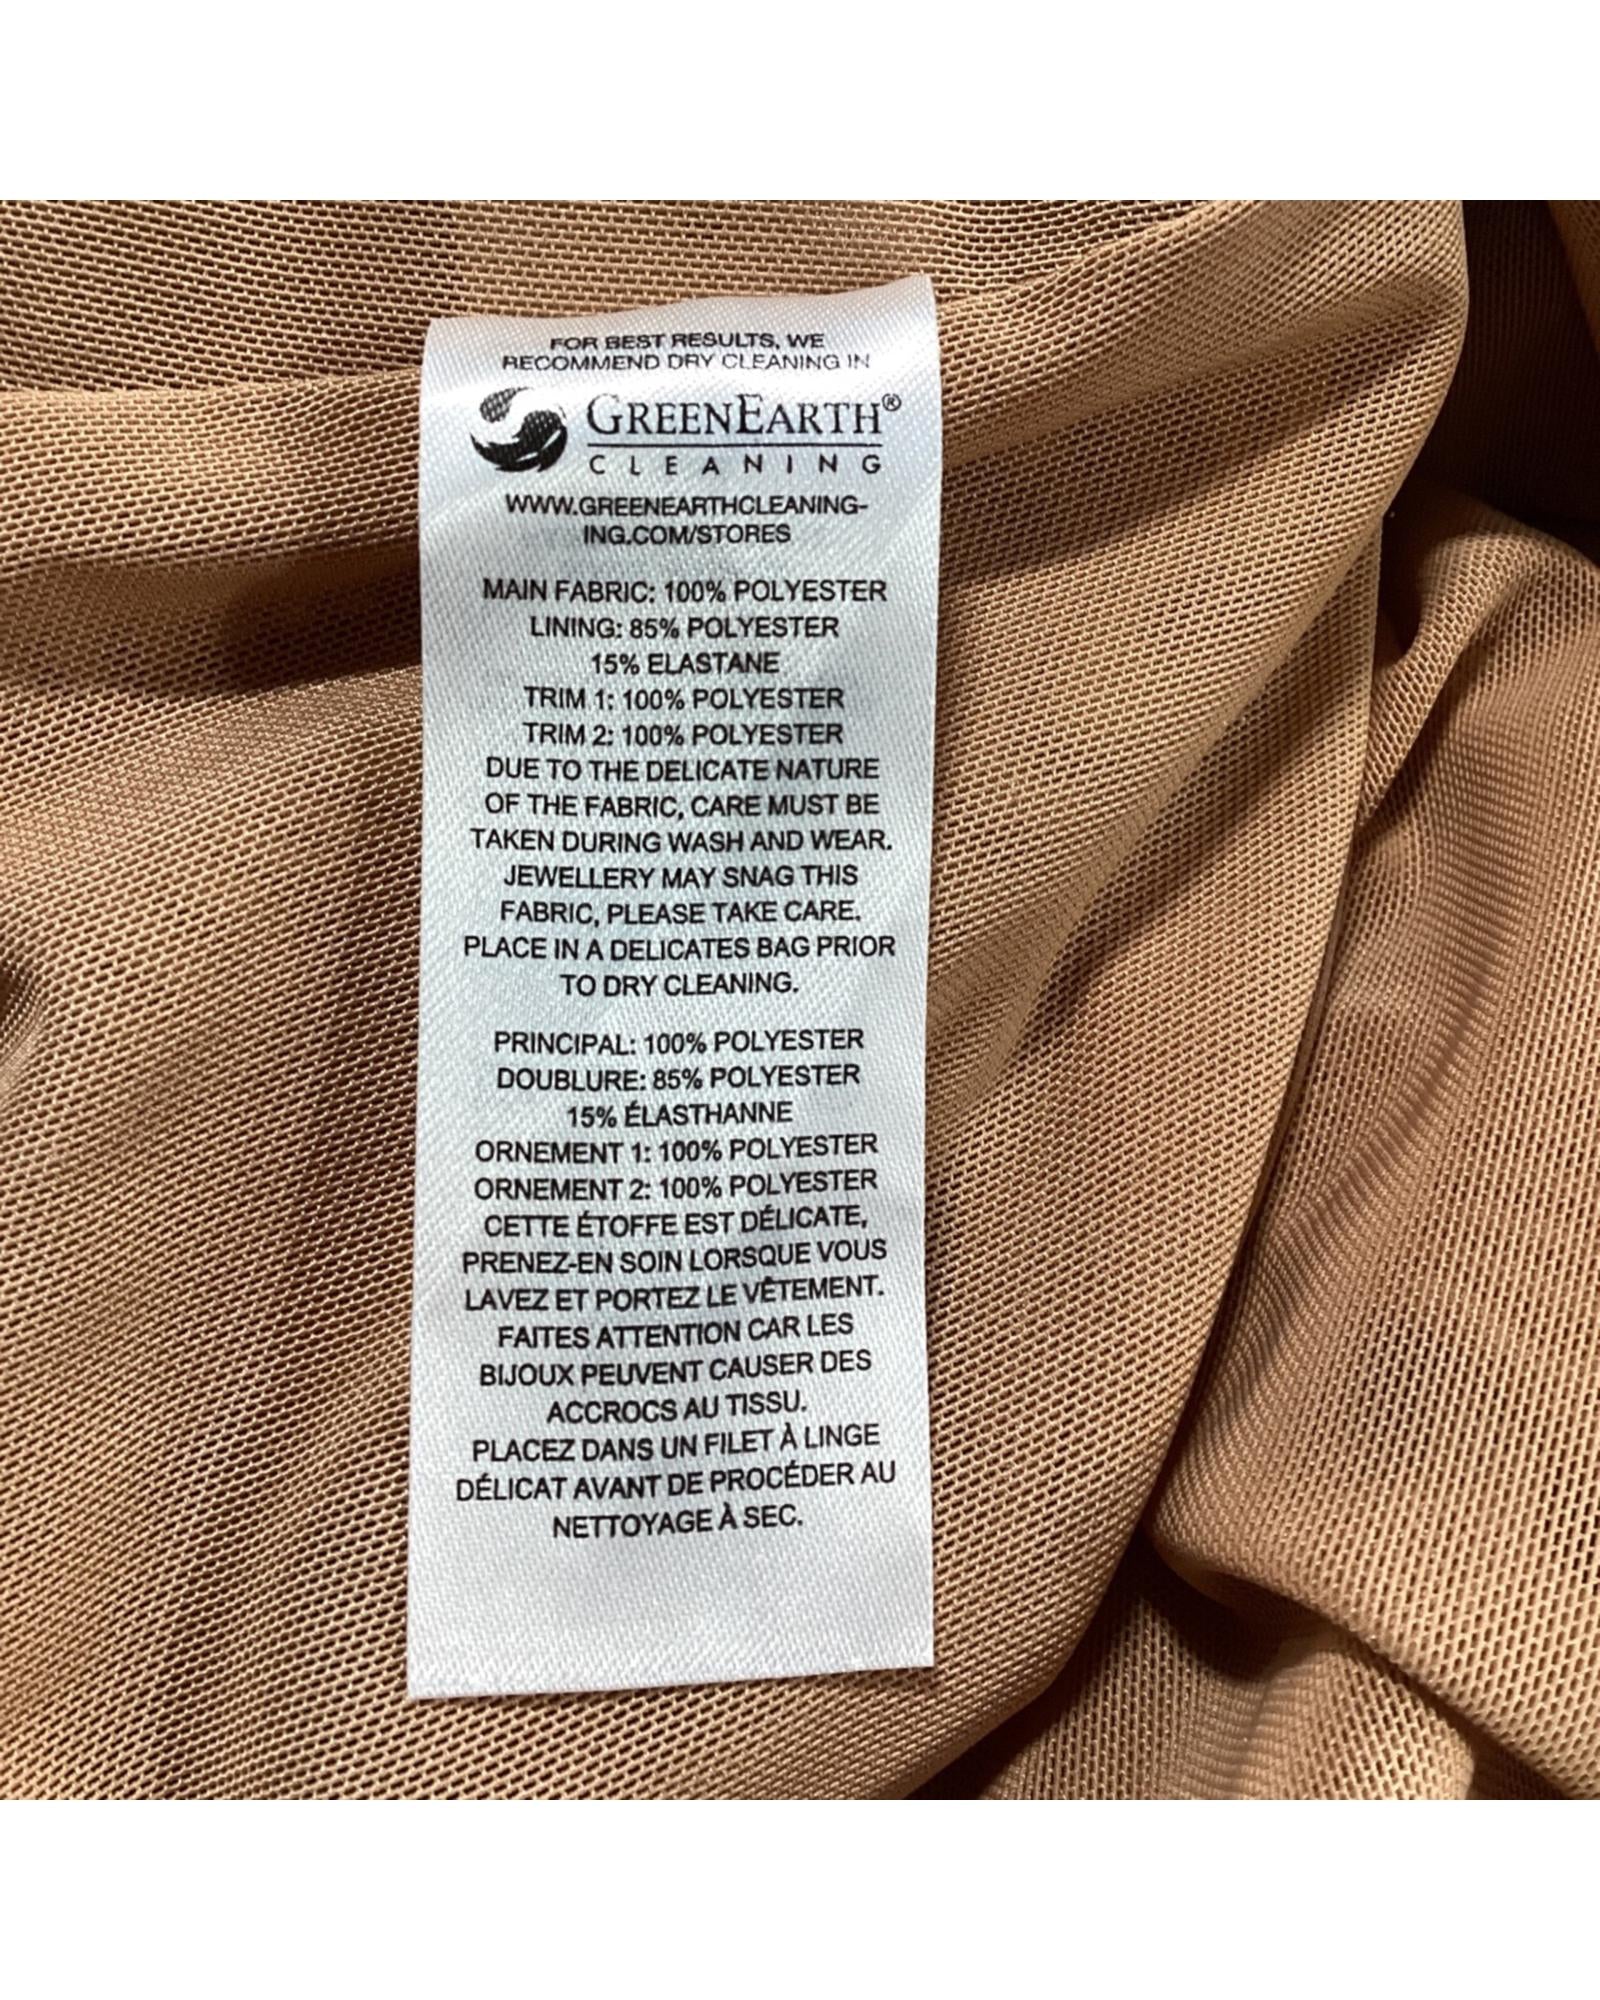 FOR BEST RESULTS, WE
RECOMMEND DRY CLEANING IN
GREENEARTH®
CLEANING
WWW.GREENEARTHCLEANING-
ING.COM/STORES
MAIN FABRIC: 100% POLYESTER
LINING: 85% POLYESTER
15% ELASTANE
TRIM 1: 100% POLYESTER
TRIM 2: 100% POLYESTER
DUE TO THE DELICATE NATURE
OF THE FABRIC, CARE MUST BE
TAKEN DURING WASH AND WEAR.
JEWELLERY MAY SNAG THIS
FABRIC, PLEASE TAKE CARE.
PLACE IN A DELICATES BAG PRIOR
TO DRY CLEANING.
PRINCIPAL: 100% POLYESTER
DOUBLURE: 85% POLYESTER
15% ÉLASTHANNE
ORNEMENT 1: 100% POLYESTER
ORNEMENT 2: 100% POLYESTER
CETTE ÉTOFFE EST DÉLICATE,
PRENEZ-EN SOIN LORSQUE VOUS
LAVEZ ET PORTEZ LE VÊTEMENT.
FAITES ATTENTION CAR LES
BIJOUX PEUVENT CAUSER DES
ACCROCS AU TISSU.
PLACEZ DANS UN FILET À LINGE
DÉLICAT AVANT DE PROCÉDER AU
NETTOYAGE À SEC.